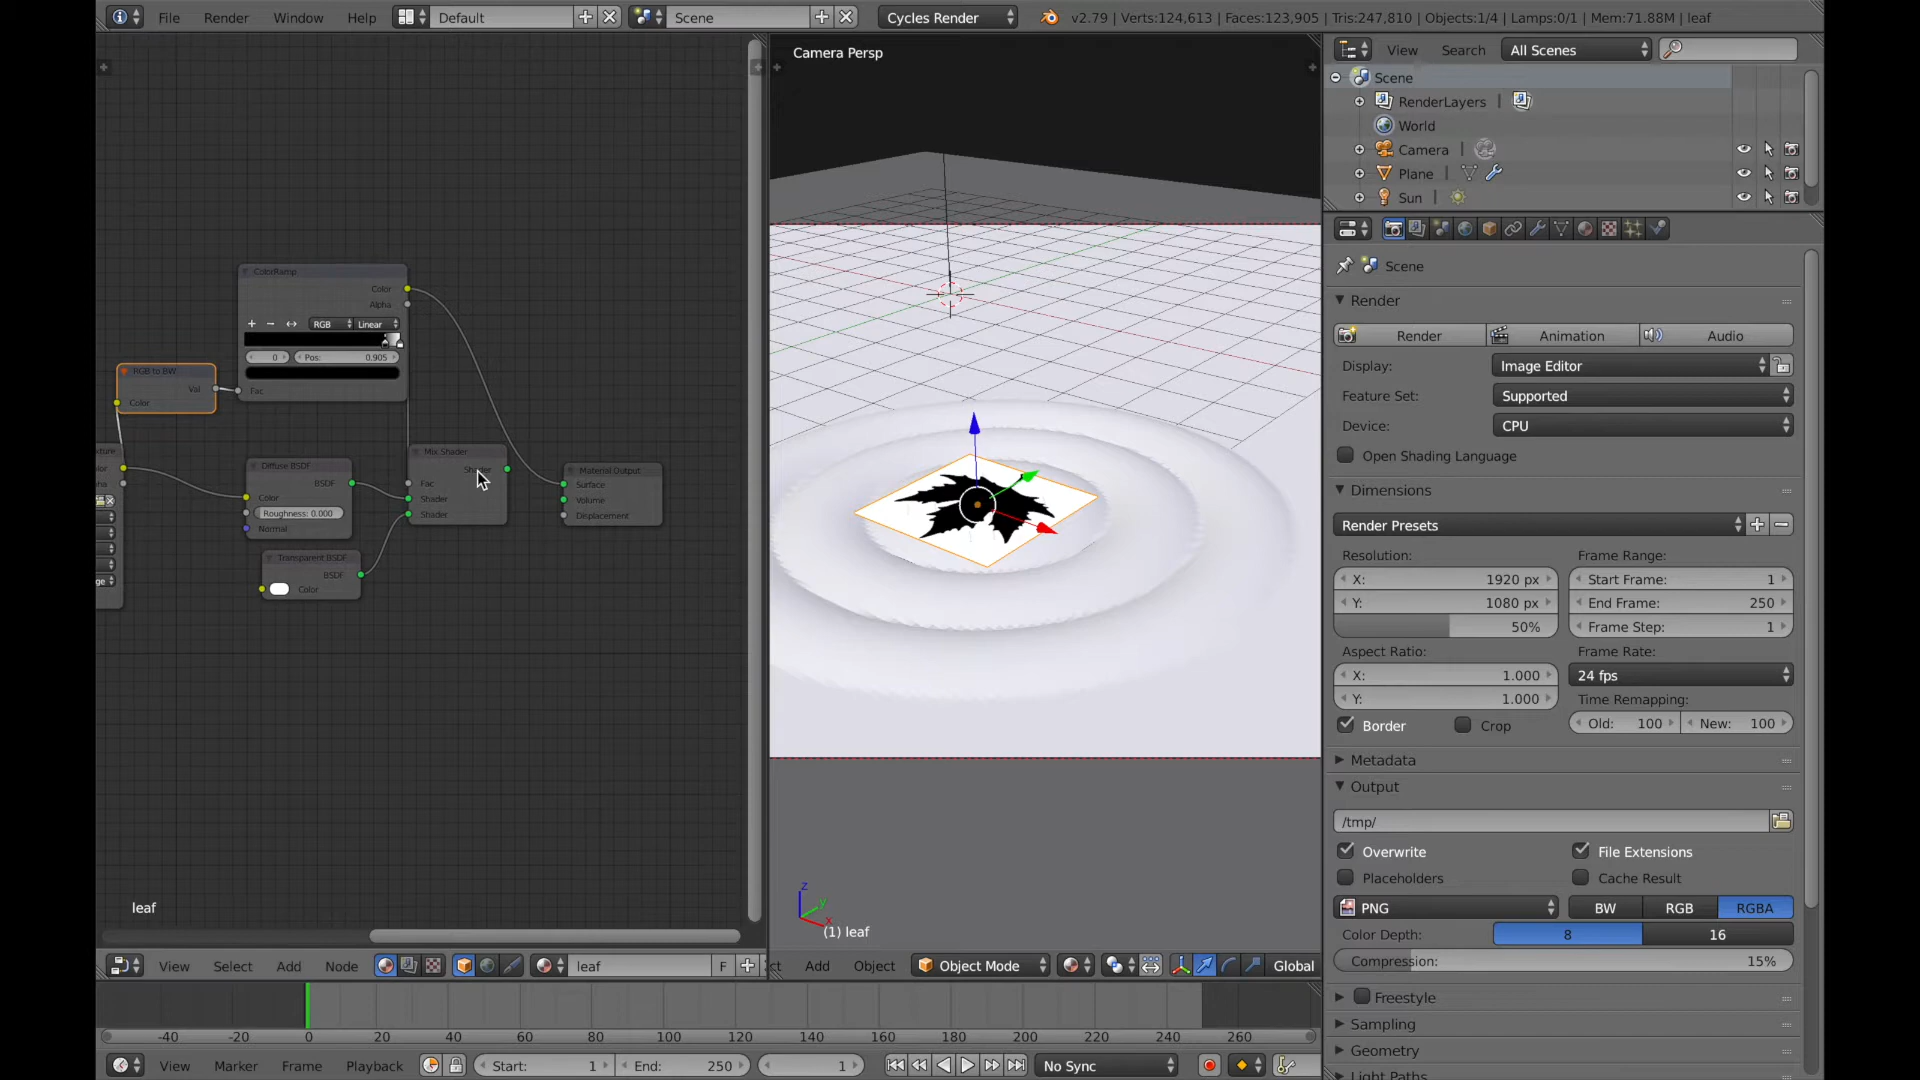 File Render Window Help Default Scene Cycles Render v2.79 | Verts:124,613 | Faces:123,905 | Tris:247,810 | Objects:1/4 | Lamps:0/1 | Mem:71.88M | leaf
Camera Persp
View Search All Scenes
Scene
RenderLayers
World
Camera
Plane
Sun
Scene
Render
Render Animation Audio
Display: Image Editor
Feature Set: Supported
Device: CPU
Open Shading Language
Dimensions
Render Presets
Resolution: Frame Range:
X: 1920 px Start Frame: 1
Y: 1080 px End Frame: 250
50% Frame Step: 1
Aspect Ratio: Frame Rate:
X: 1.000 24 fps
Y: 1.000 Time Remapping:
Border Crop Old: 100 New: 100
Metadata
Output
/tmp/
Overwrite File Extensions
Placeholders Cache Result
PNG BW RGB RGBA
Color Depth: 8 16
Compression: 15%
Freestyle
Sampling
Geometry
Light Paths
ColorRamp
Color
Alpha
RGB Linear
0 Pos: 0.905
Fac
RGB to BW
Val
Color
Diffuse BSDF
BSDF
Color
Roughness: 0.000
Normal
Transparent BSDF
BSDF
Color
Mix Shader
Shader
Fac
Shader
Shader
Material Output
Surface
Volume
Displacement
leaf
z
y
x
(1) leaf
View Select Add Node leaf F
Add Object Object Mode Global
-40 -20 0 20 40 60 80 100 120 140 160 180 200 220 240 260
View Marker Frame Playback Start: 1 End: 250 1 No Sync